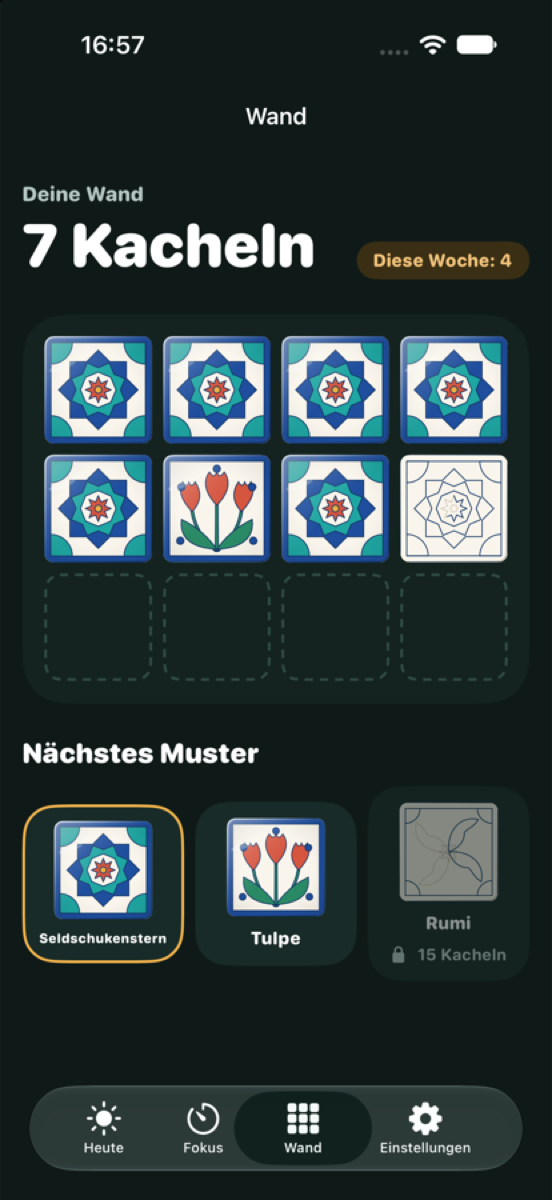 16:57
Wand
Deine Wand
7 Kacheln
Diese Woche: 4
Nächstes Muster
Seldschukenstern
Tulpe
Rumi
15 Kacheln
Heute
Fokus
Wand
Einstellungen